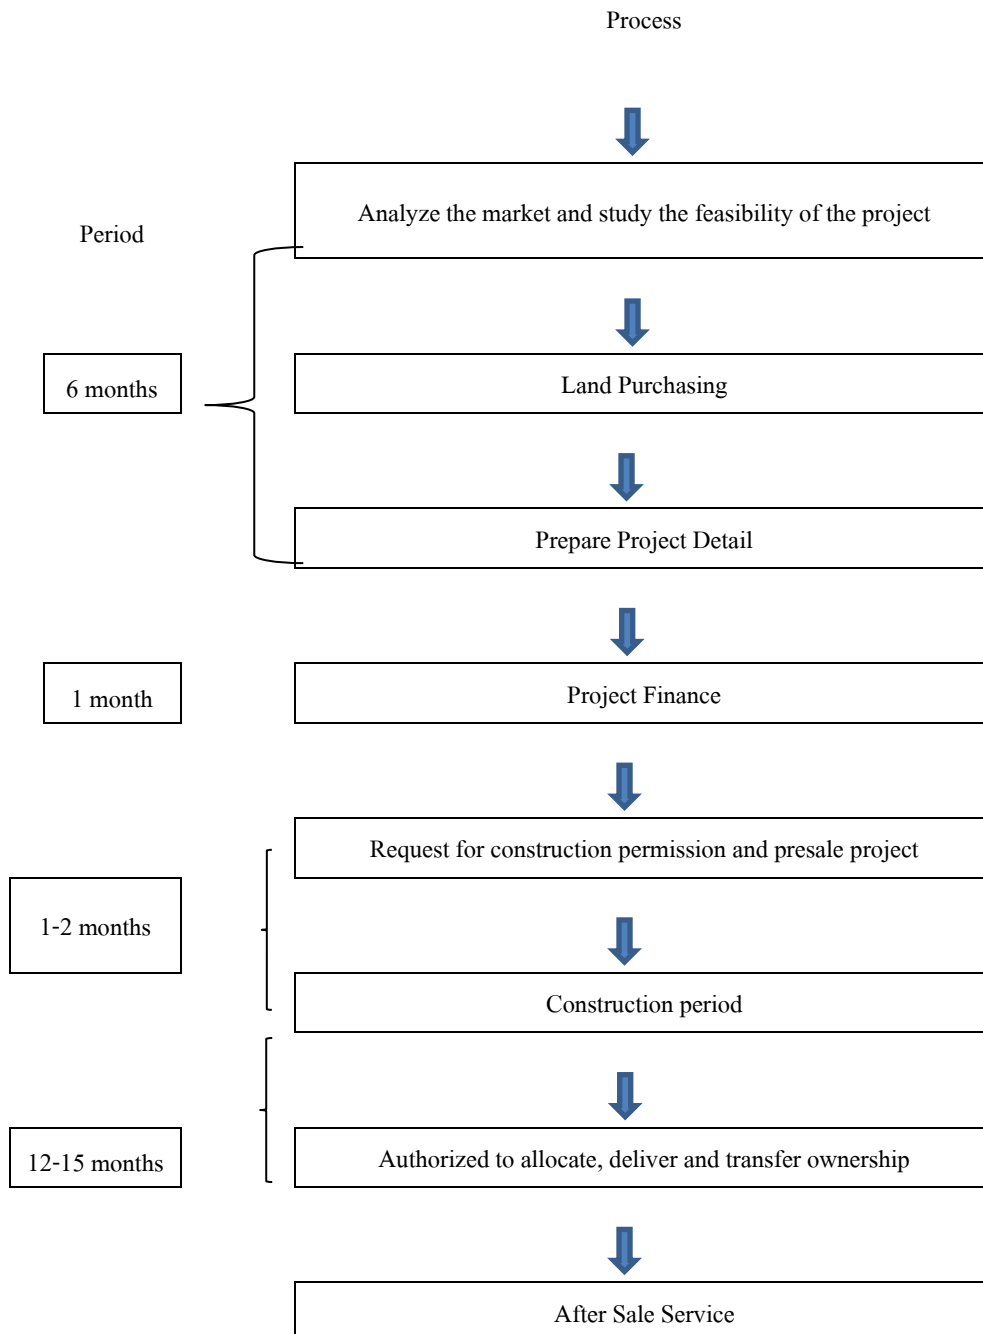 Process
Analyze the market and study the feasibility of the project
Period
6 months
Land Purchasing
Prepare Project Detail
1 month
Project Finance
Request for construction permission and presale project
1-2 months
Construction period
12-15 months
Authorized to allocate, deliver and transfer ownership
After Sale Service